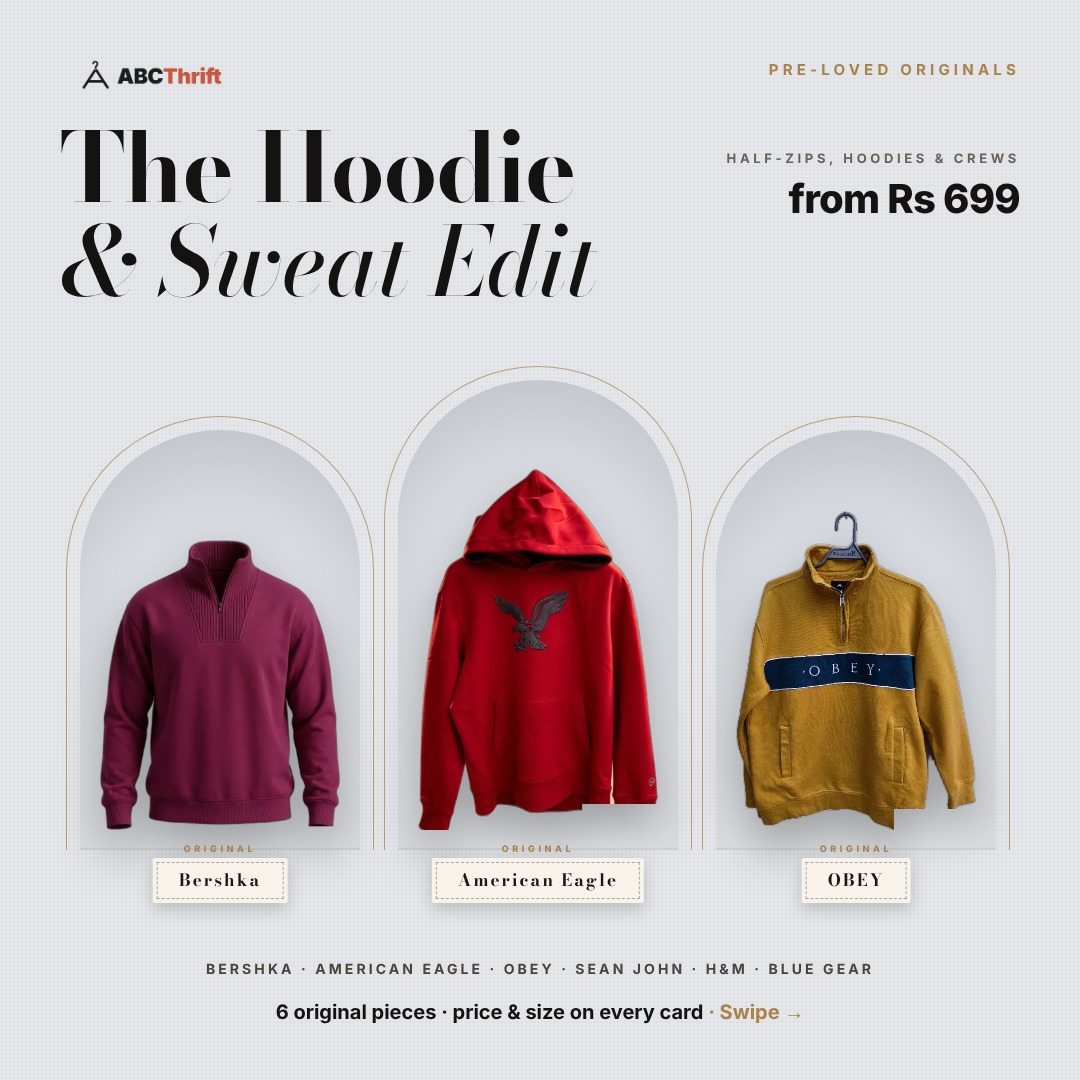 ABCThrift
PRE-LOVED ORIGINALS
The Hoodie
& Sweat Edit
HALF-ZIPS, HOODIES & CREWS
from Rs 699
·OBEY·
ORIGINAL
Bershka
ORIGINAL
American Eagle
ORIGINAL
OBEY
BERSHKA · AMERICAN EAGLE · OBEY · SEAN JOHN · H&M · BLUE GEAR
6 original pieces · price & size on every card · Swipe →